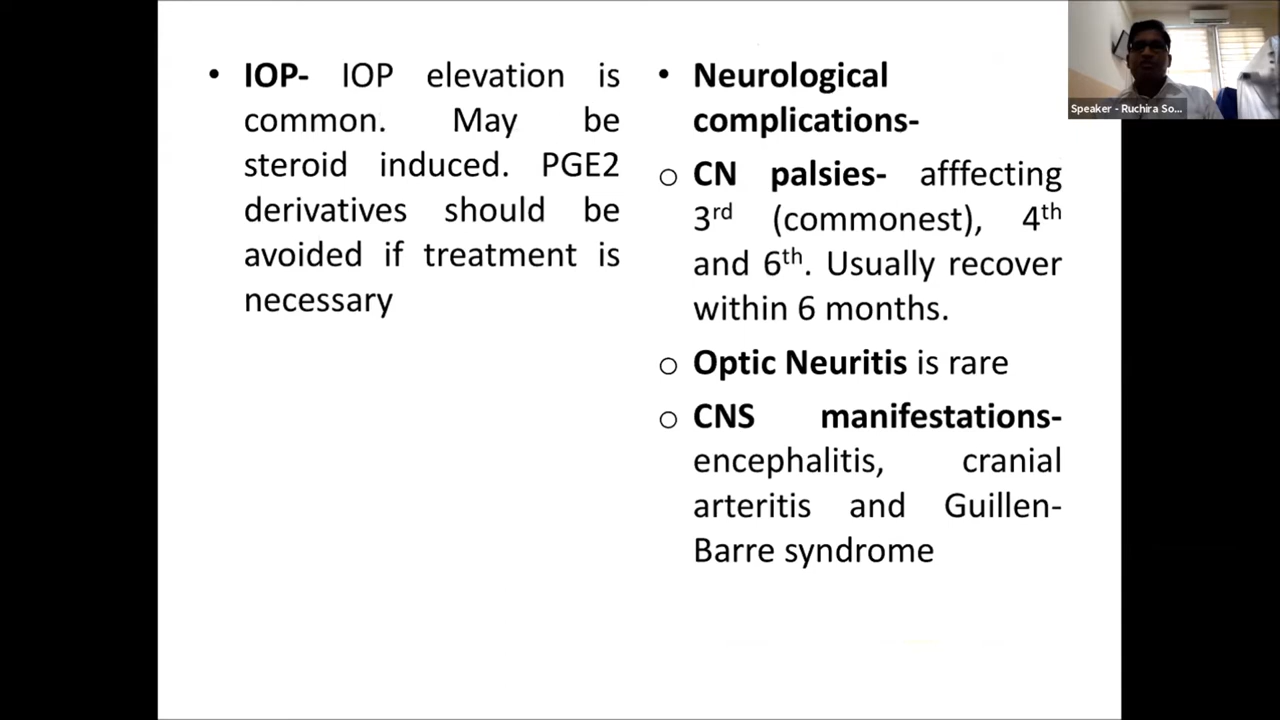 • IOP- IOP elevation is
common. May be
steroid induced. PGE2
derivatives should be
avoided if treatment is
necessary
• Neurological
complications-
o CN palsies- afffecting
3rd (commonest), 4th
and 6th. Usually recover
within 6 months.
o Optic Neuritis is rare
o CNS manifestations-
encephalitis, cranial
arteritis and Guillen-
Barre syndrome
Speaker - Ruchira So...